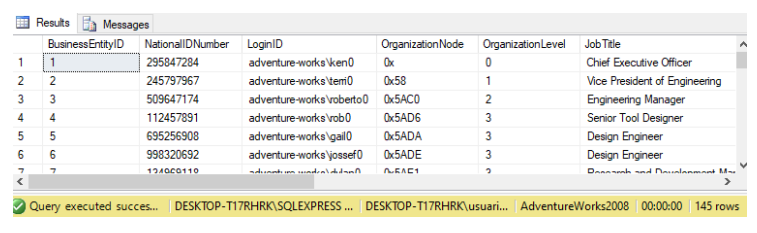 Results Messages
BusinessEntityID NationalIDNumber LoginID OrganizationNode OrganizationLevel JobTitle
1 1 295847284 adventure-works\ken0 0x 0 Chief Executive Officer
2 2 245797967 adventure-works\terri0 0x58 1 Vice President of Engineering
3 3 509647174 adventure-works\roberto0 0x5AC0 2 Engineering Manager
4 4 112457891 adventure-works\rob0 0x5AD6 3 Senior Tool Designer
5 5 695256908 adventure-works\gail0 0x5ADA 3 Design Engineer
6 6 998320692 adventure-works\jossef0 0x5ADE 3 Design Engineer
7 7 134969118 adventure-works\dylan0 0x5AE1 3 Research and Development Mar
Query executed succes... DESKTOP-T17RHRK\SQLEXPRESS ... DESKTOP-T17RHRK\usuari... AdventureWorks2008 00:00:00 145 rows